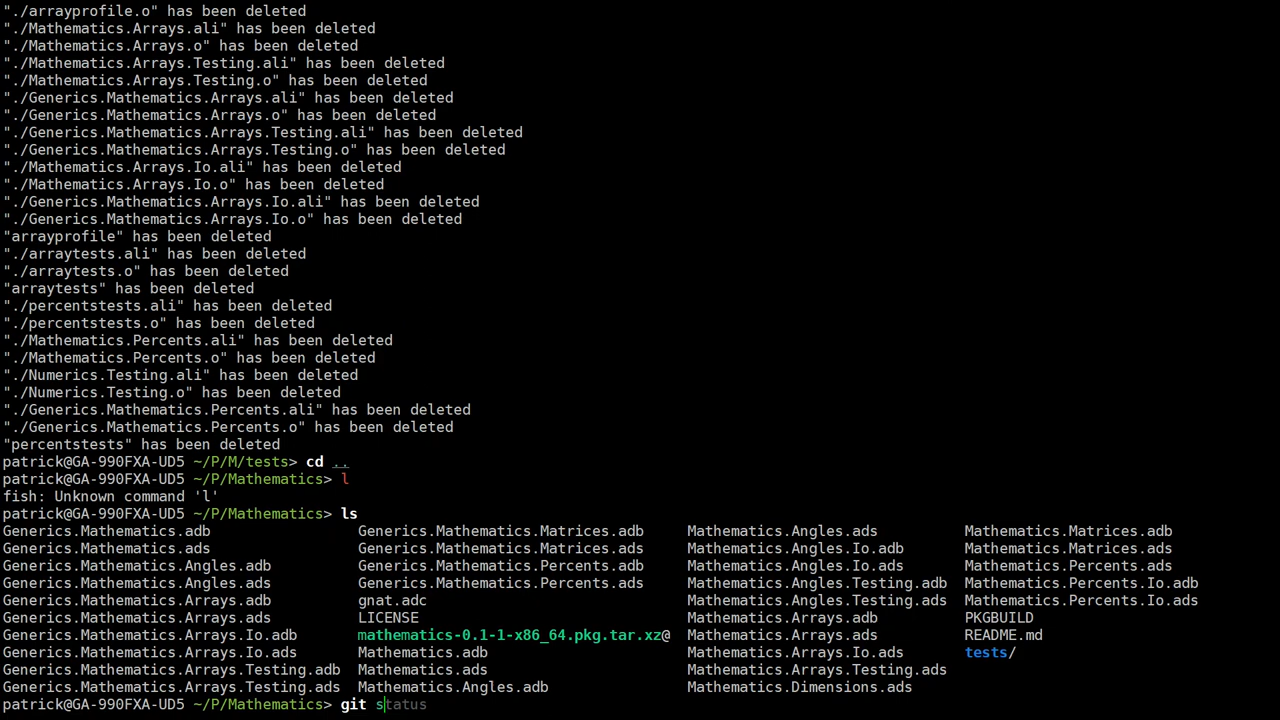 "./arrayprofile.o" has been deleted
"./Mathematics.Arrays.ali" has been deleted
"./Mathematics.Arrays.o" has been deleted
"./Mathematics.Arrays.Testing.ali" has been deleted
"./Mathematics.Arrays.Testing.o" has been deleted
"./Generics.Mathematics.Arrays.ali" has been deleted
"./Generics.Mathematics.Arrays.o" has been deleted
"./Generics.Mathematics.Arrays.Testing.ali" has been deleted
"./Generics.Mathematics.Arrays.Testing.o" has been deleted
"./Mathematics.Arrays.Io.ali" has been deleted
"./Mathematics.Arrays.Io.o" has been deleted
"./Generics.Mathematics.Arrays.Io.ali" has been deleted
"./Generics.Mathematics.Arrays.Io.o" has been deleted
"arrayprofile" has been deleted
"./arraytests.ali" has been deleted
"./arraytests.o" has been deleted
"arraytests" has been deleted
"./percentstests.ali" has been deleted
"./percentstests.o" has been deleted
"./Mathematics.Percents.ali" has been deleted
"./Mathematics.Percents.o" has been deleted
"./Numerics.Testing.ali" has been deleted
"./Numerics.Testing.o" has been deleted
"./Generics.Mathematics.Percents.ali" has been deleted
"./Generics.Mathematics.Percents.o" has been deleted
"percentstests" has been deleted
patrick@GA-990FXA-UD5 ~/P/M/tests> cd ..
patrick@GA-990FXA-UD5 ~/P/Mathematics> l
fish: Unknown command 'l'
patrick@GA-990FXA-UD5 ~/P/Mathematics> ls
Generics.Mathematics.adb Generics.Mathematics.Matrices.adb Mathematics.Angles.ads Mathematics.Matrices.adb
Generics.Mathematics.ads Generics.Mathematics.Matrices.ads Mathematics.Angles.Io.adb Mathematics.Matrices.ads
Generics.Mathematics.Angles.adb Generics.Mathematics.Percents.adb Mathematics.Angles.Io.ads Mathematics.Percents.ads
Generics.Mathematics.Angles.ads Generics.Mathematics.Percents.ads Mathematics.Angles.Testing.adb Mathematics.Percents.Io.adb
Generics.Mathematics.Arrays.adb gnat.adc Mathematics.Angles.Testing.ads Mathematics.Percents.Io.ads
Generics.Mathematics.Arrays.ads LICENSE Mathematics.Arrays.adb PKGBUILD
Generics.Mathematics.Arrays.Io.adb mathematics-0.1-1-x86_64.pkg.tar.xz@ Mathematics.Arrays.ads README.md
Generics.Mathematics.Arrays.Io.ads Mathematics.adb Mathematics.Arrays.Io.ads tests/
Generics.Mathematics.Arrays.Testing.adb Mathematics.ads Mathematics.Arrays.Testing.ads
Generics.Mathematics.Arrays.Testing.ads Mathematics.Angles.adb Mathematics.Dimensions.ads
patrick@GA-990FXA-UD5 ~/P/Mathematics> git status